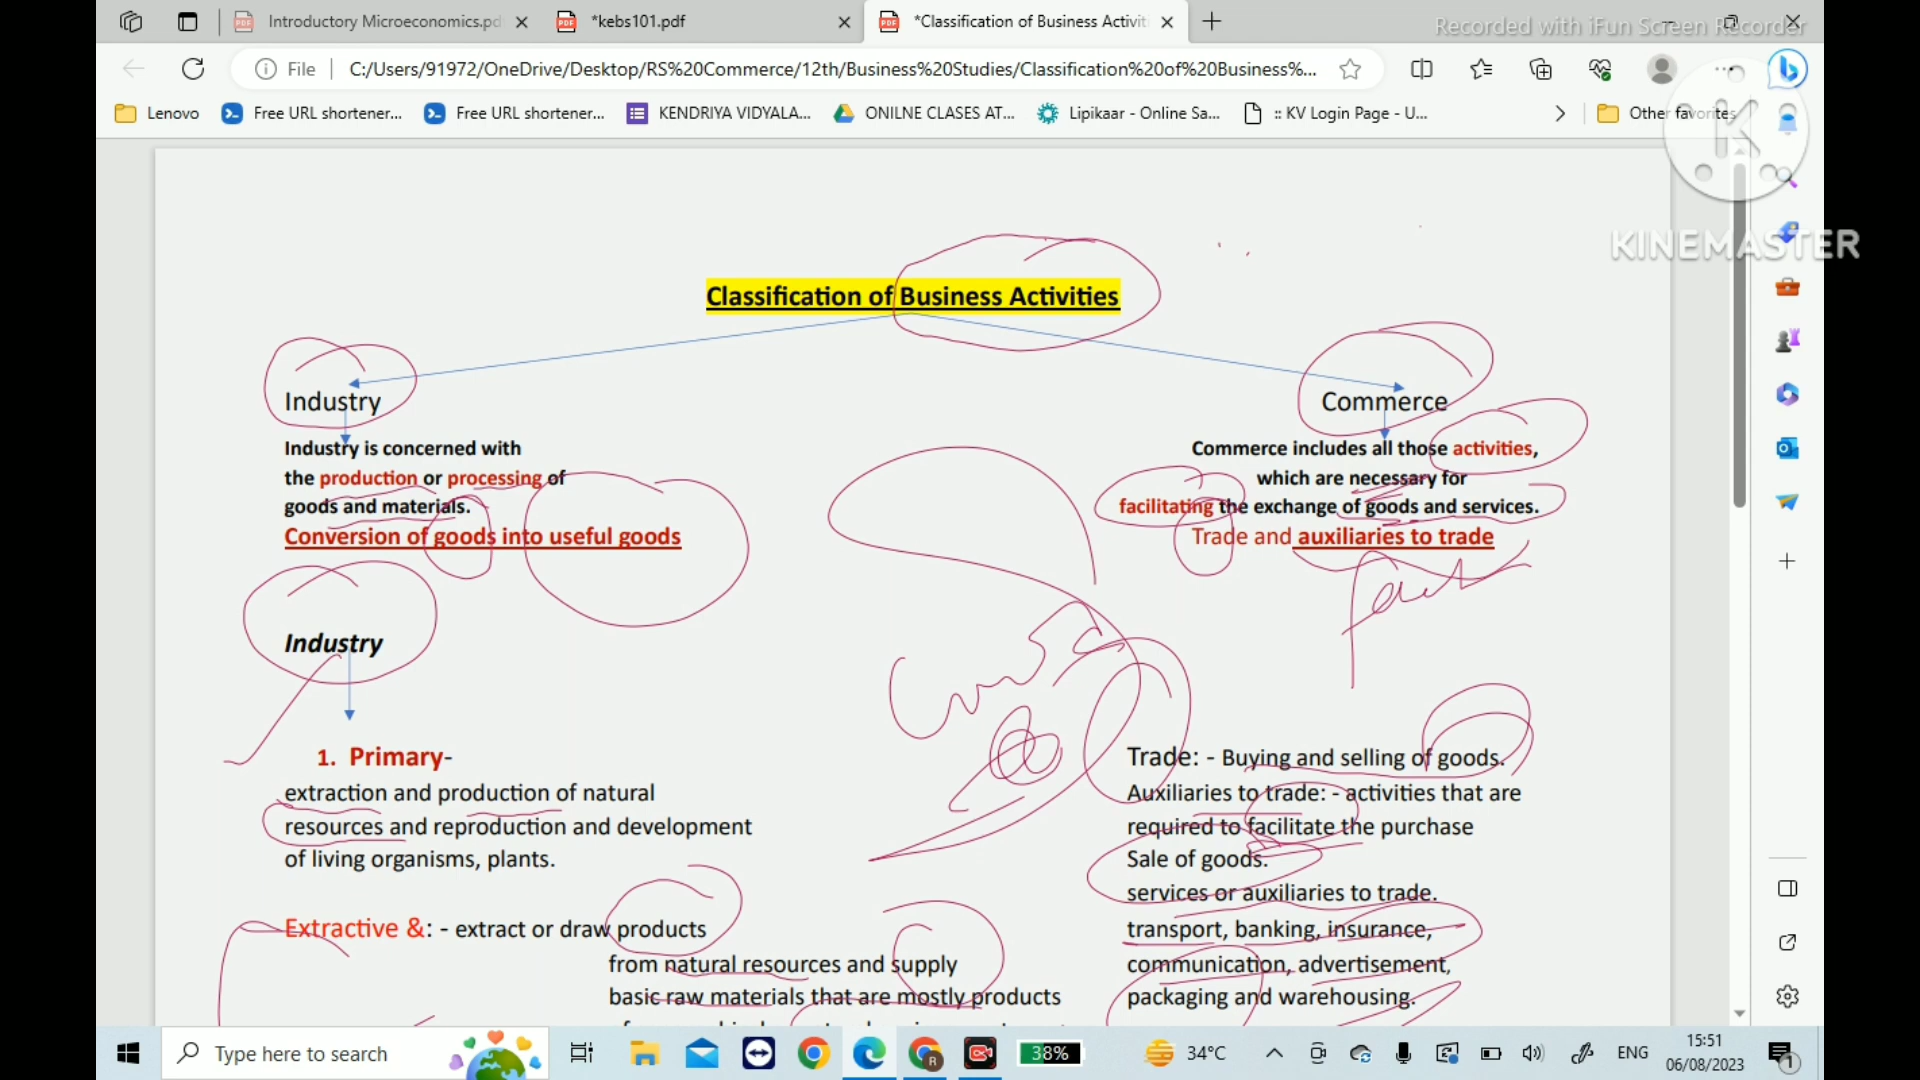 Introductory Microeconomics.pd
*kebs101.pdf
*Classification of Business Activiti
Recorded with iFun Screen Recorder
File
C:/Users/91972/OneDrive/Desktop/RS%20Commerce/12th/Business%20Studies/Classification%20of%20Business%...
Lenovo
Free URL shortener...
Free URL shortener...
KENDRIYA VIDYALA...
ONILNE CLASES AT...
Lipikaar - Online Sa...
:: KV Login Page - U...
Other favorites
K
KINEMASTER
Classification of Business Activities
Industry
Industry is concerned with
the production or processing of
goods and materials.
Conversion of goods into useful goods
Commerce
Commerce includes all those activities,
which are necessary for
facilitating the exchange of goods and services.
Trade and auxiliaries to trade
Industry
1. Primary-
extraction and production of natural
resources and reproduction and development
of living organisms, plants.
Extractive &: - extract or draw products
from natural resources and supply
basic raw materials that are mostly products
Trade: - Buying and selling of goods.
Auxiliaries to trade: - activities that are
required to facilitate the purchase
Sale of goods.
services or auxiliaries to trade.
transport, banking, insurance,
communication, advertisement,
packaging and warehousing.
Type here to search
38%
34°C
ENG
15:51
06/08/2023
1